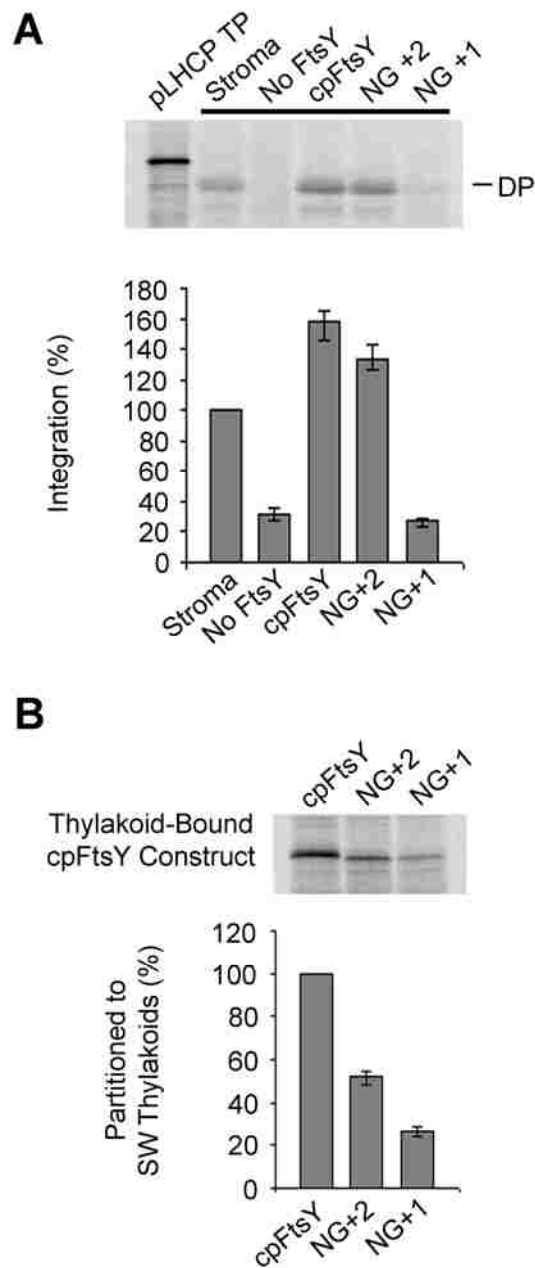 A
pLHCP TP
Stroma
No FtsY
cpFtsY
NG +2
NG +1
DP
Integration (%)
180
160
140
120
100
80
60
40
20
0
Stroma
No FtsY
cpFtsY
NG+2
NG+1
B
cpFtsY
NG+2
NG+1
Thylakoid-Bound
cpFtsY Construct
Partitioned to
SW Thylakoids (%)
120
100
80
60
40
20
0
cpFtsY
NG+2
NG+1